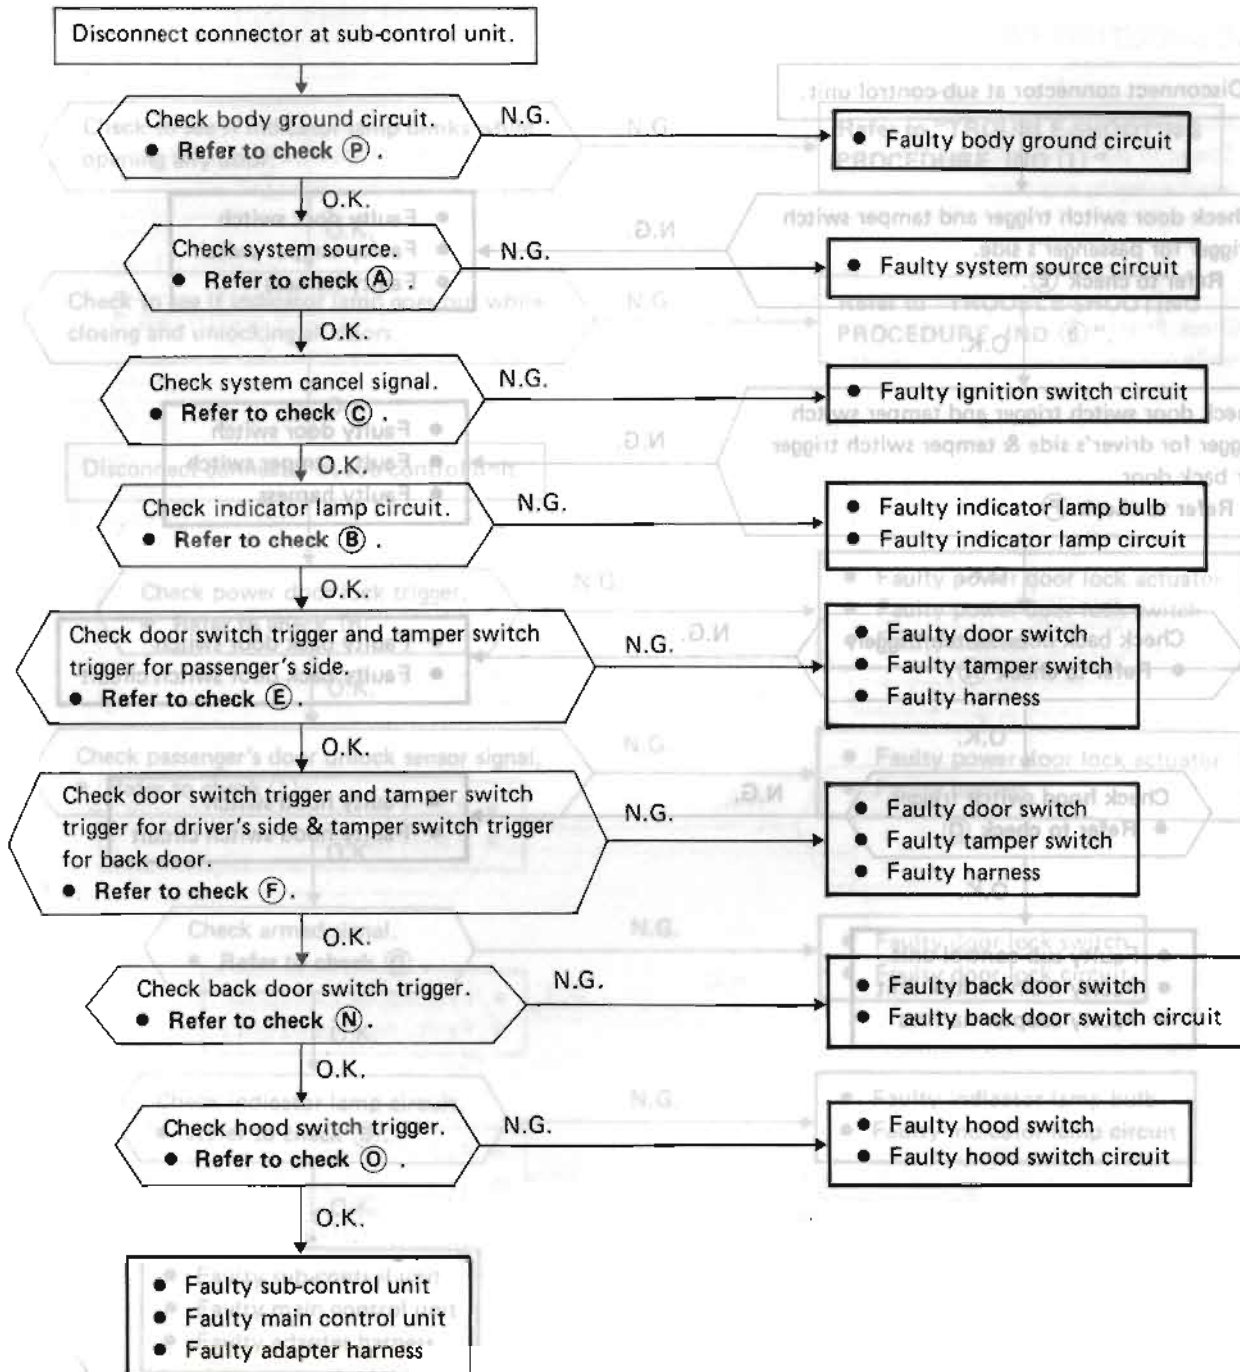 Disconnect connector at sub-control unit.
Check body ground circuit.
● Refer to check Ⓟ .
N.G.
● Faulty body ground circuit
O.K.
Check system source.
● Refer to check Ⓐ .
N.G.
● Faulty system source circuit
O.K.
Check system cancel signal.
● Refer to check Ⓒ .
N.G.
● Faulty ignition switch circuit
O.K.
Check indicator lamp circuit.
● Refer to check Ⓑ .
N.G.
● Faulty indicator lamp bulb
● Faulty indicator lamp circuit
O.K.
Check door switch trigger and tamper switch
trigger for passenger's side.
● Refer to check Ⓔ.
N.G.
● Faulty door switch
● Faulty tamper switch
● Faulty harness
O.K.
Check door switch trigger and tamper switch
trigger for driver's side & tamper switch trigger
for back door.
● Refer to check Ⓕ.
N.G.
● Faulty door switch
● Faulty tamper switch
● Faulty harness
O.K.
Check back door switch trigger.
● Refer to check Ⓝ.
N.G.
● Faulty back door switch
● Faulty back door switch circuit
O.K.
Check hood switch trigger.
● Refer to check Ⓞ .
N.G.
● Faulty hood switch
● Faulty hood switch circuit
O.K.
● Faulty sub-control unit
● Faulty main control unit
● Faulty adapter harness